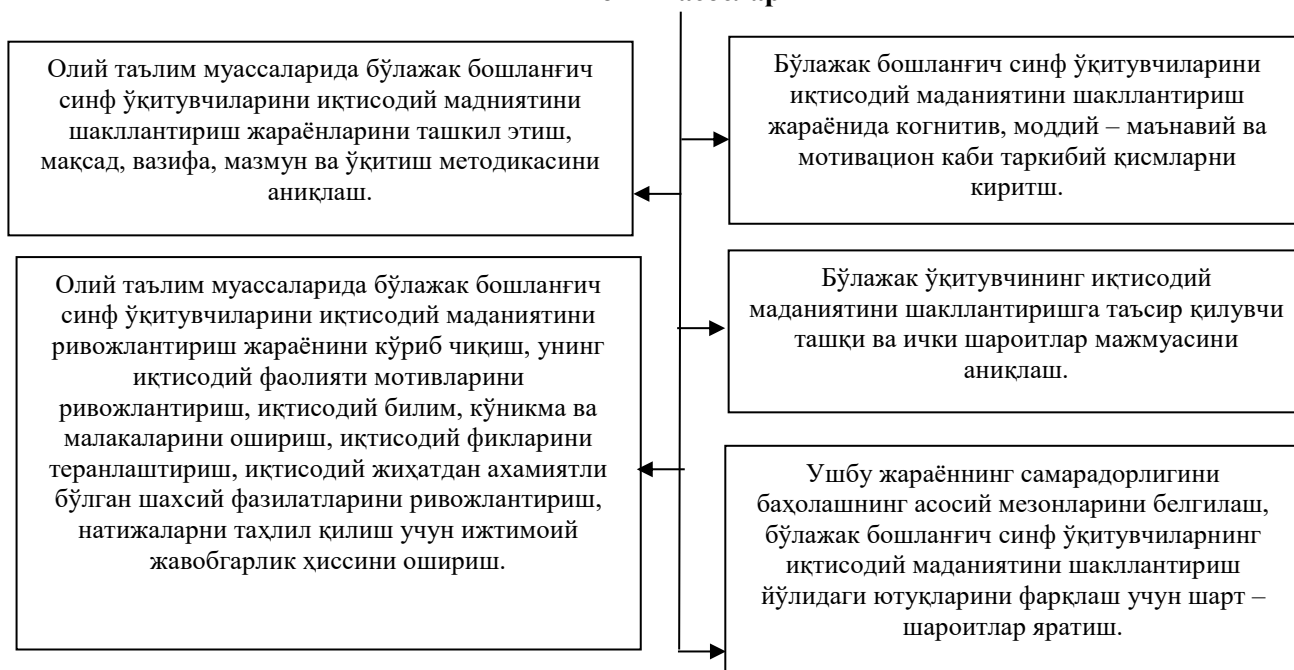 Олий таълим муассаларида бўлажак бошланғич
синф ўқитувчиларини иқтисодий мадниятини
шакллантириш жараёнларини ташкил этиш,
мақсад, вазифа, мазмун ва ўқитиш методикасини
аниқлаш.
Бўлажак бошланғич синф ўқитувчиларини
иқтисодий маданиятини шакллантириш
жараёнида когнитив, моддий – маънавий ва
мотивацион каби таркибий қисмларни
киритш.
Олий таълим муассаларида бўлажак бошланғич
синф ўқитувчиларини иқтисодий маданиятини
ривожлантириш жараёнини кўриб чиқиш, унинг
иқтисодий фаолияти мотивларини
ривожлантириш, иқтисодий билим, кўникма ва
малакаларини ошириш, иқтисодий фикларини
теранлаштириш, иқтисодий жиҳатдан ахамиятли
бўлган шахсий фазилатларини ривожлантириш,
натижаларни таҳлил қилиш учун ижтимоий
жавобгарлик ҳиссини ошириш.
Бўлажак ўқитувчининг иқтисодий
маданиятини шакллантиришга таъсир қилувчи
ташқи ва ички шароитлар мажмуасини
аниқлаш.
Ушбу жараённинг самарадорлигини
баҳолашнинг асосий мезонларини белгилаш,
бўлажак бошланғич синф ўқитувчиларнинг
иқтисодий маданиятини шакллантириш
йўлидаги ютуқларини фарқлаш учун шарт –
шароитлар яратиш.